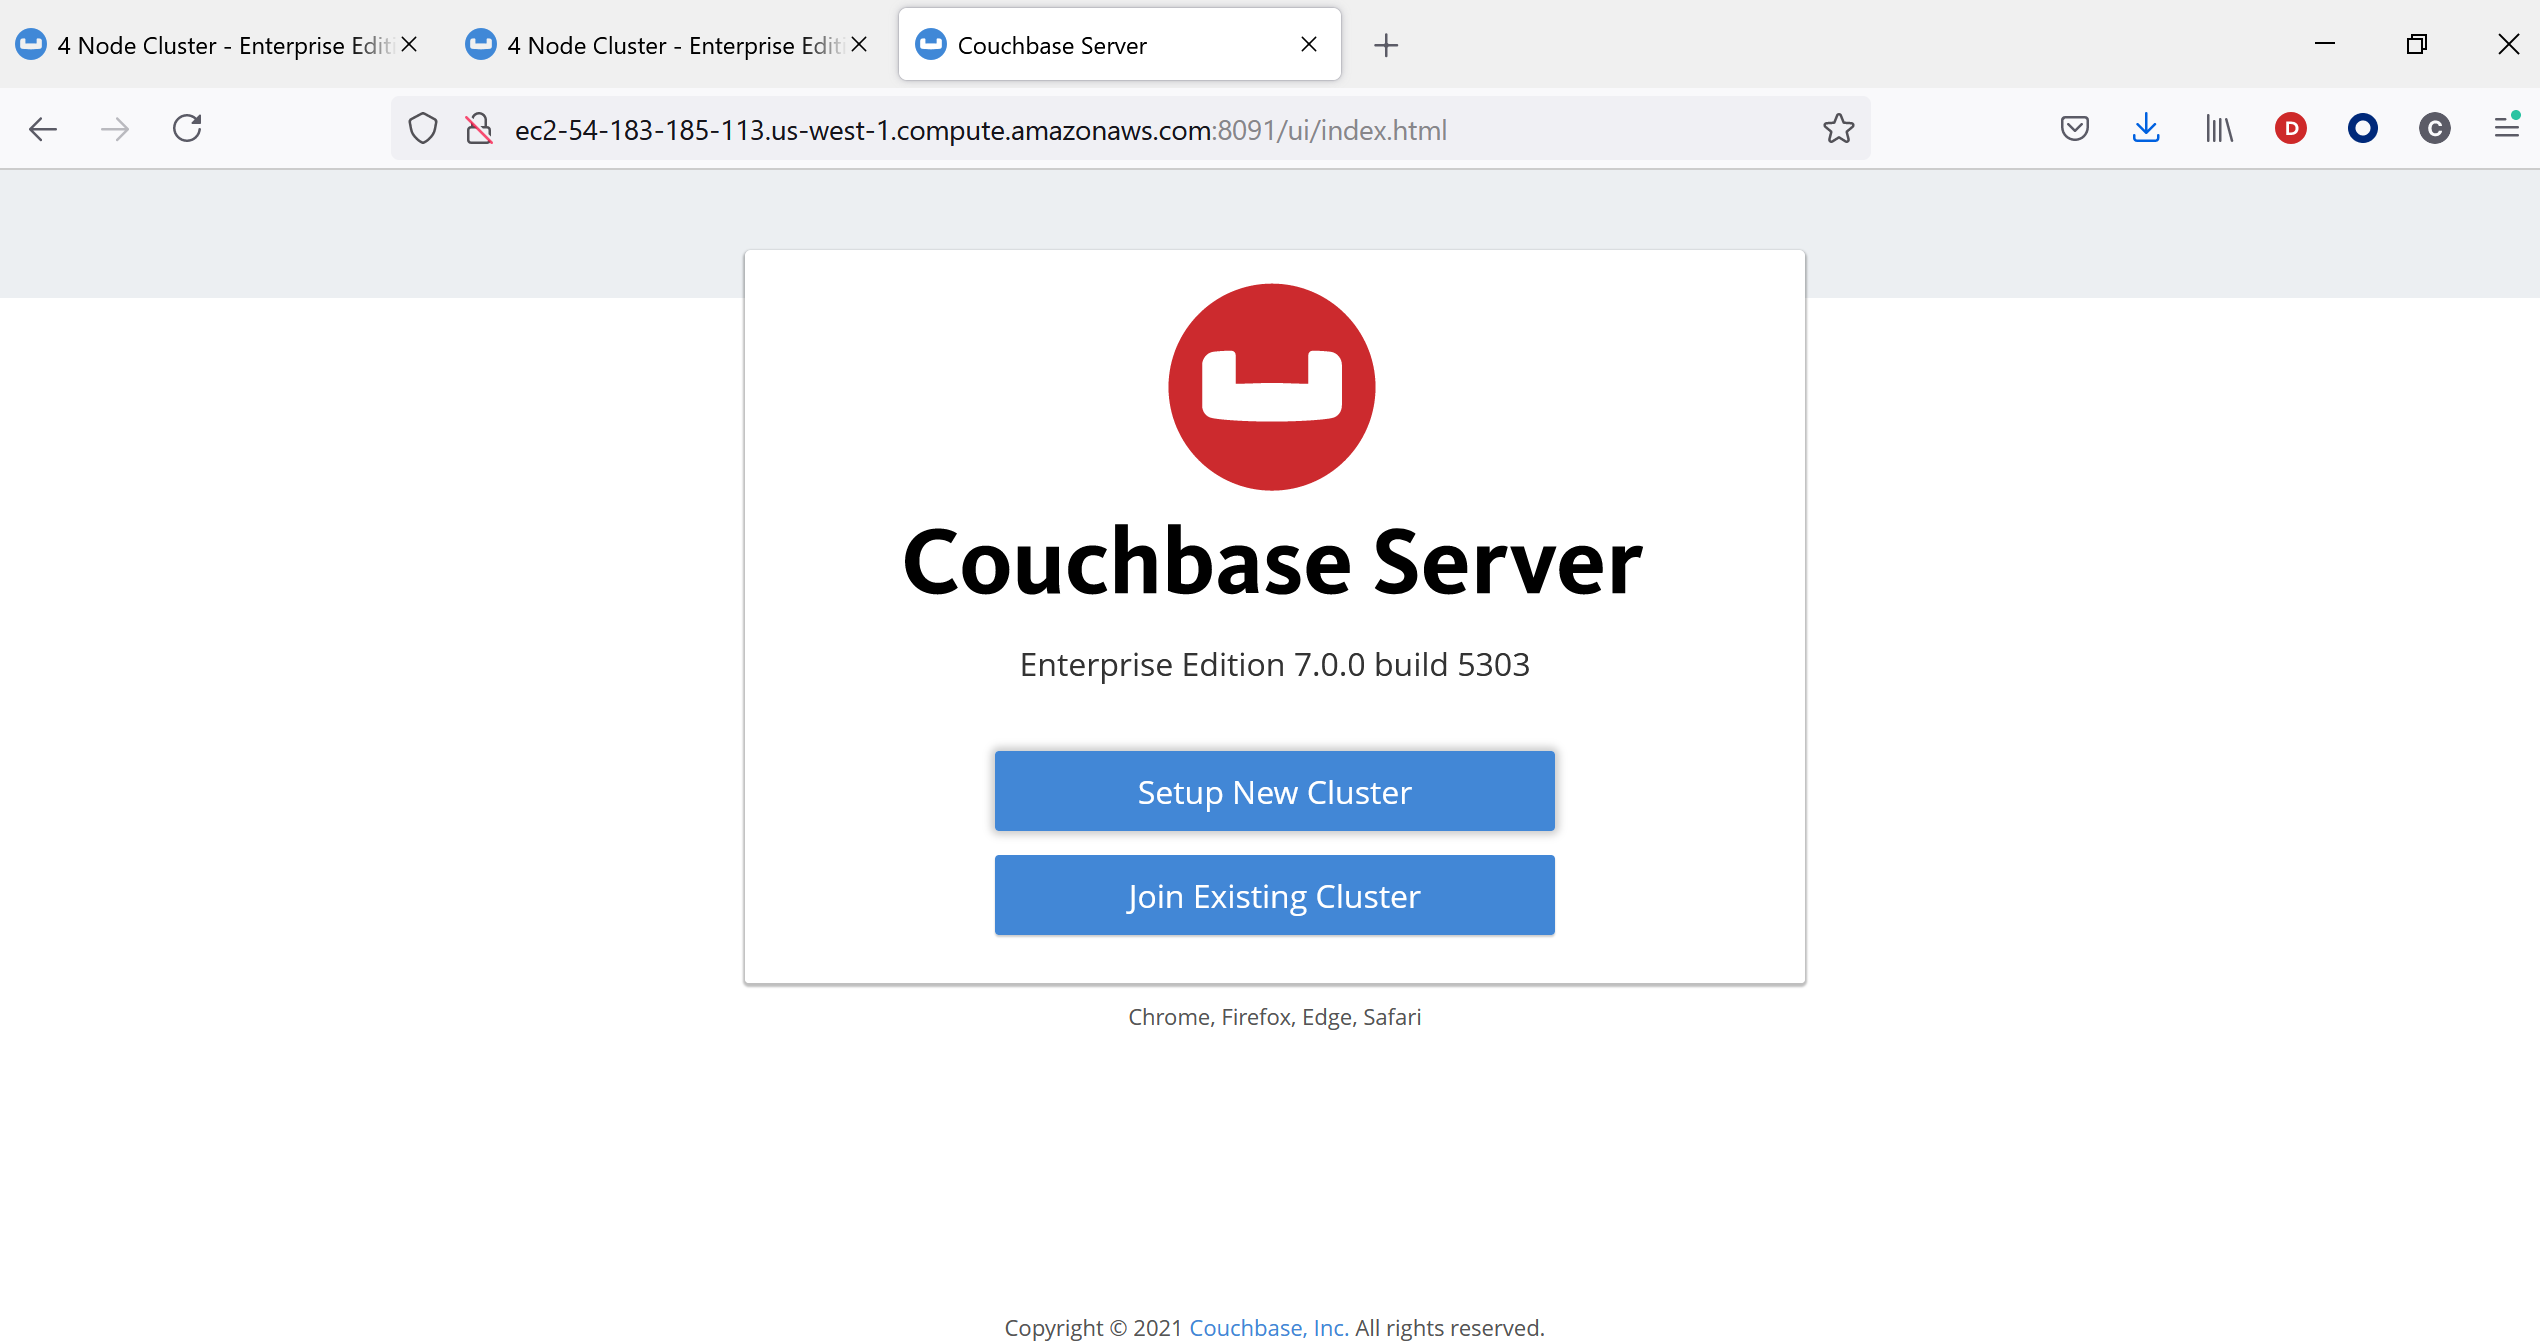 4 Node Cluster - Enterprise Edit
4 Node Cluster - Enterprise Edit
Couchbase Server
ec2-54-183-185-113.us-west-1.compute.amazonaws.com:8091/ui/index.html
D
C
Couchbase Server
Enterprise Edition 7.0.0 build 5303
Setup New Cluster
Join Existing Cluster
Chrome, Firefox, Edge, Safari
Copyright © 2021 Couchbase, Inc. All rights reserved.